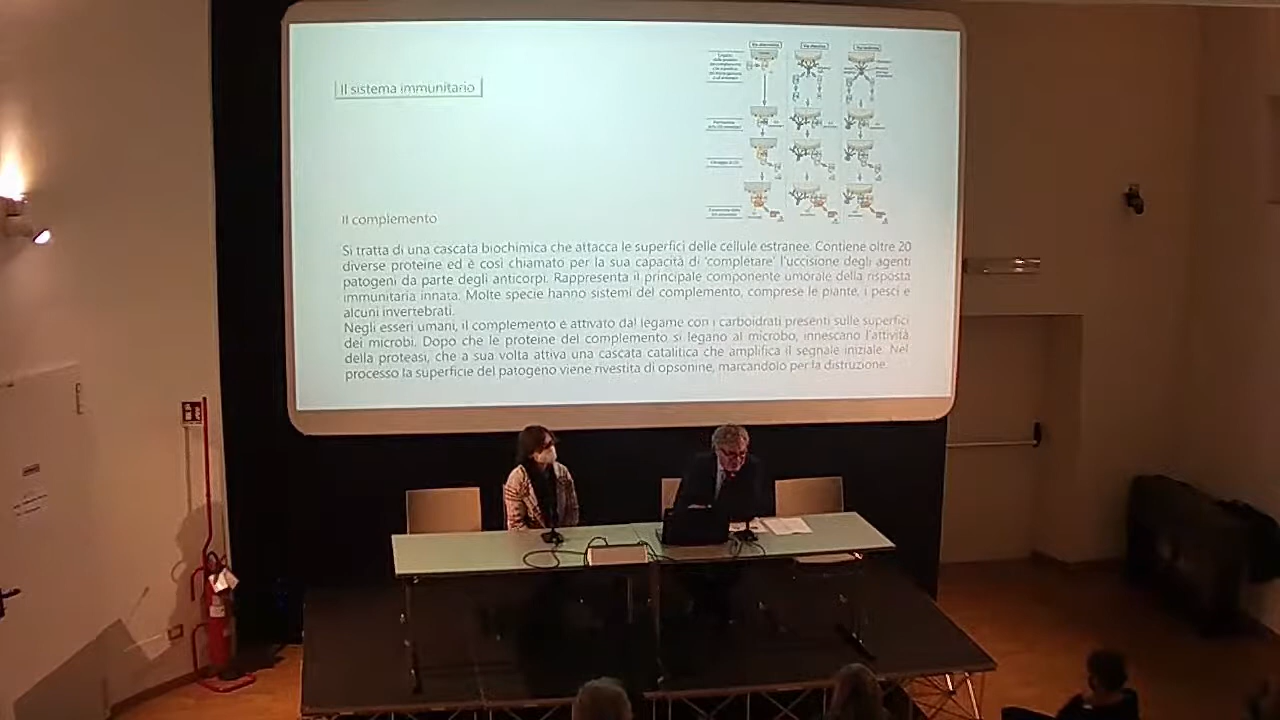 Il sistema immunitario
Via alternativa
Via classica
Il complemento
Si tratta di una cascata biochimica che attacca le superfici delle cellule estranee. Contiene oltre 20
diverse proteine ed è così chiamato per la sua capacità di 'completare' l'uccisione degli agenti
patogeni da parte degli anticorpi. Rappresenta il principale componente umorale della risposta
immunitaria innata. Molte specie hanno sistemi del complemento, comprese le piante, i pesci e
alcuni invertebrati.
Negli esseri umani, il complemento è attivato dal legame con i carboidrati presenti sulle superfici
dei microbi. Dopo che le proteine del complemento si legano al microbo, innescano l'attività
della proteasi, che a sua volta attiva una cascata catalitica che amplifica il segnale iniziale. Nel
processo la superficie del patogeno viene rivestita di opsonine, marcandolo per la distruzione.